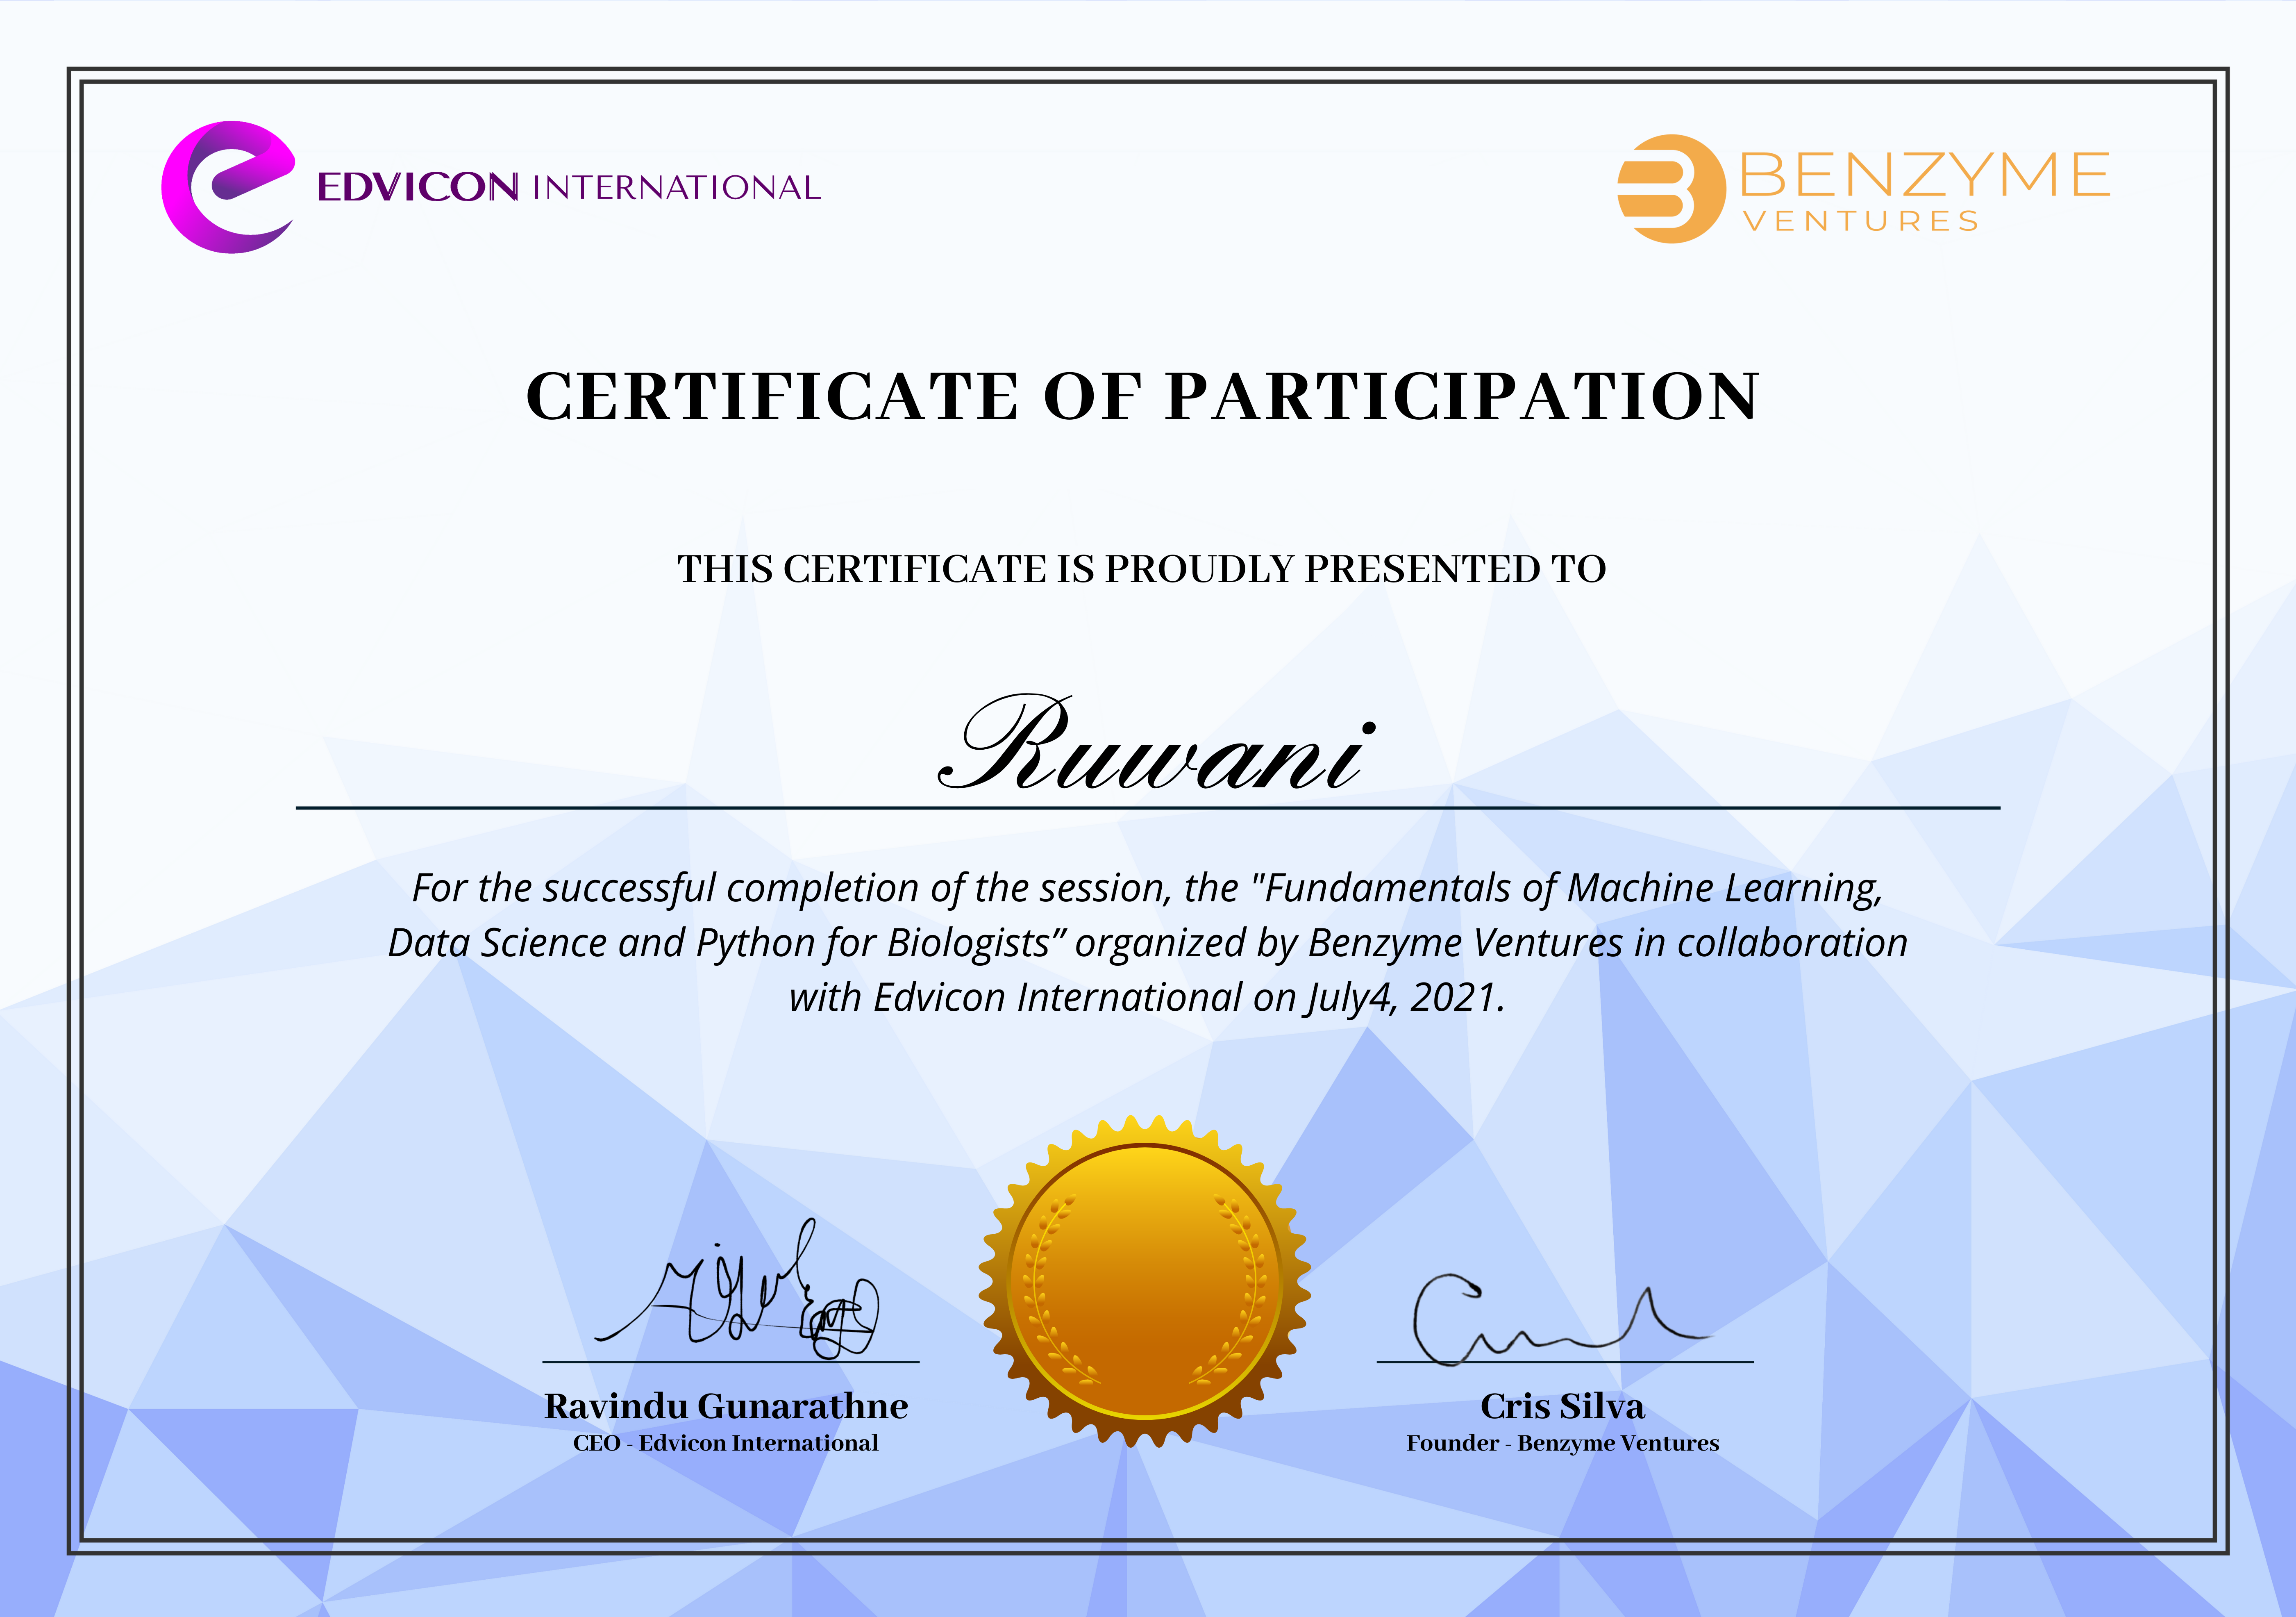 EDVICON INTERNATIONAL
BENZYME
VENTURES
CERTIFICATE OF PARTICIPATION
THIS CERTIFICATE IS PROUDLY PRESENTED TO
Ruwani
For the successful completion of the session, the "Fundamentals of Machine Learning,
Data Science and Python for Biologists” organized by Benzyme Ventures in collaboration
with Edvicon International on July4, 2021.
Ravindu Gunarathne
CEO - Edvicon International
Cris Silva
Founder - Benzyme Ventures